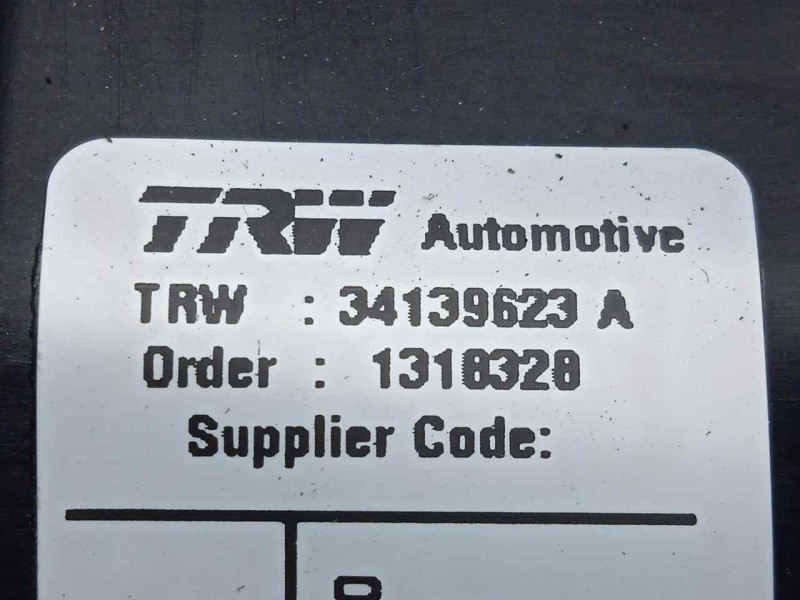 TRW Automotive
TRW : 34139623 A
Order : 1318328
Supplier Code: